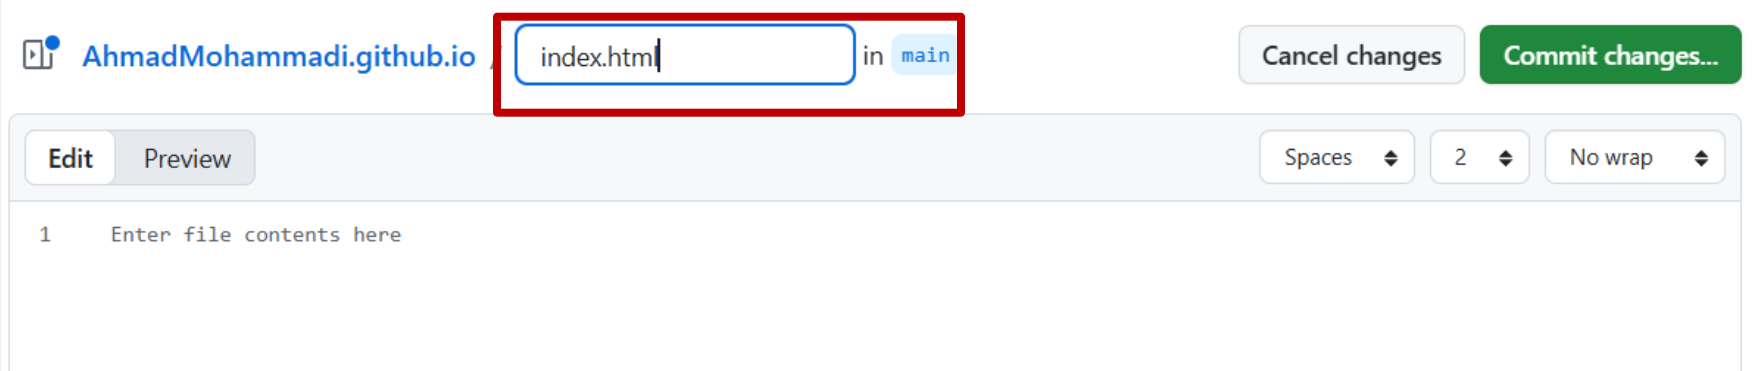 AhmadMohammadi.github.io / index.html in main Cancel changes Commit changes...
Edit Preview Spaces 2 No wrap
1 Enter file contents here